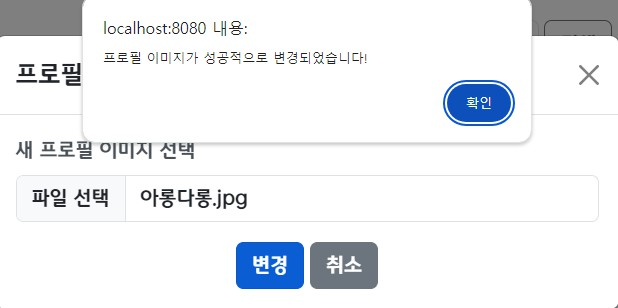 localhost:8080 내용:
프로필 이미지가 성공적으로 변경되었습니다!
확인
프로필
새 프로필 이미지 선택
파일 선택 아롱다롱.jpg
변경 취소